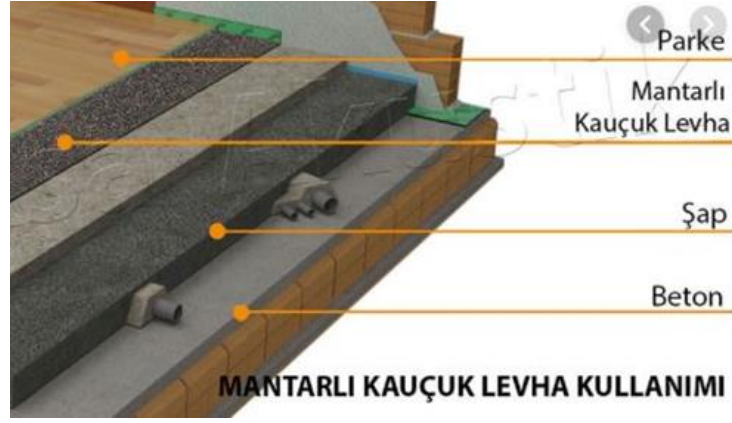 Parke
Mantarlı
Kauçuk Levha
Şap
Beton
MANTARLI KAUÇUK LEVHA KULLANIMI